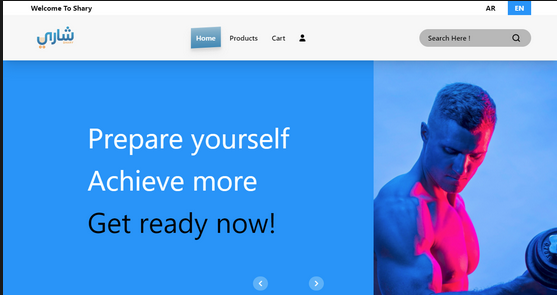 Welcome To Shary
AR
EN
شاري
Home
Products
Cart
Search Here !
Prepare yourself
Achieve more
Get ready now!